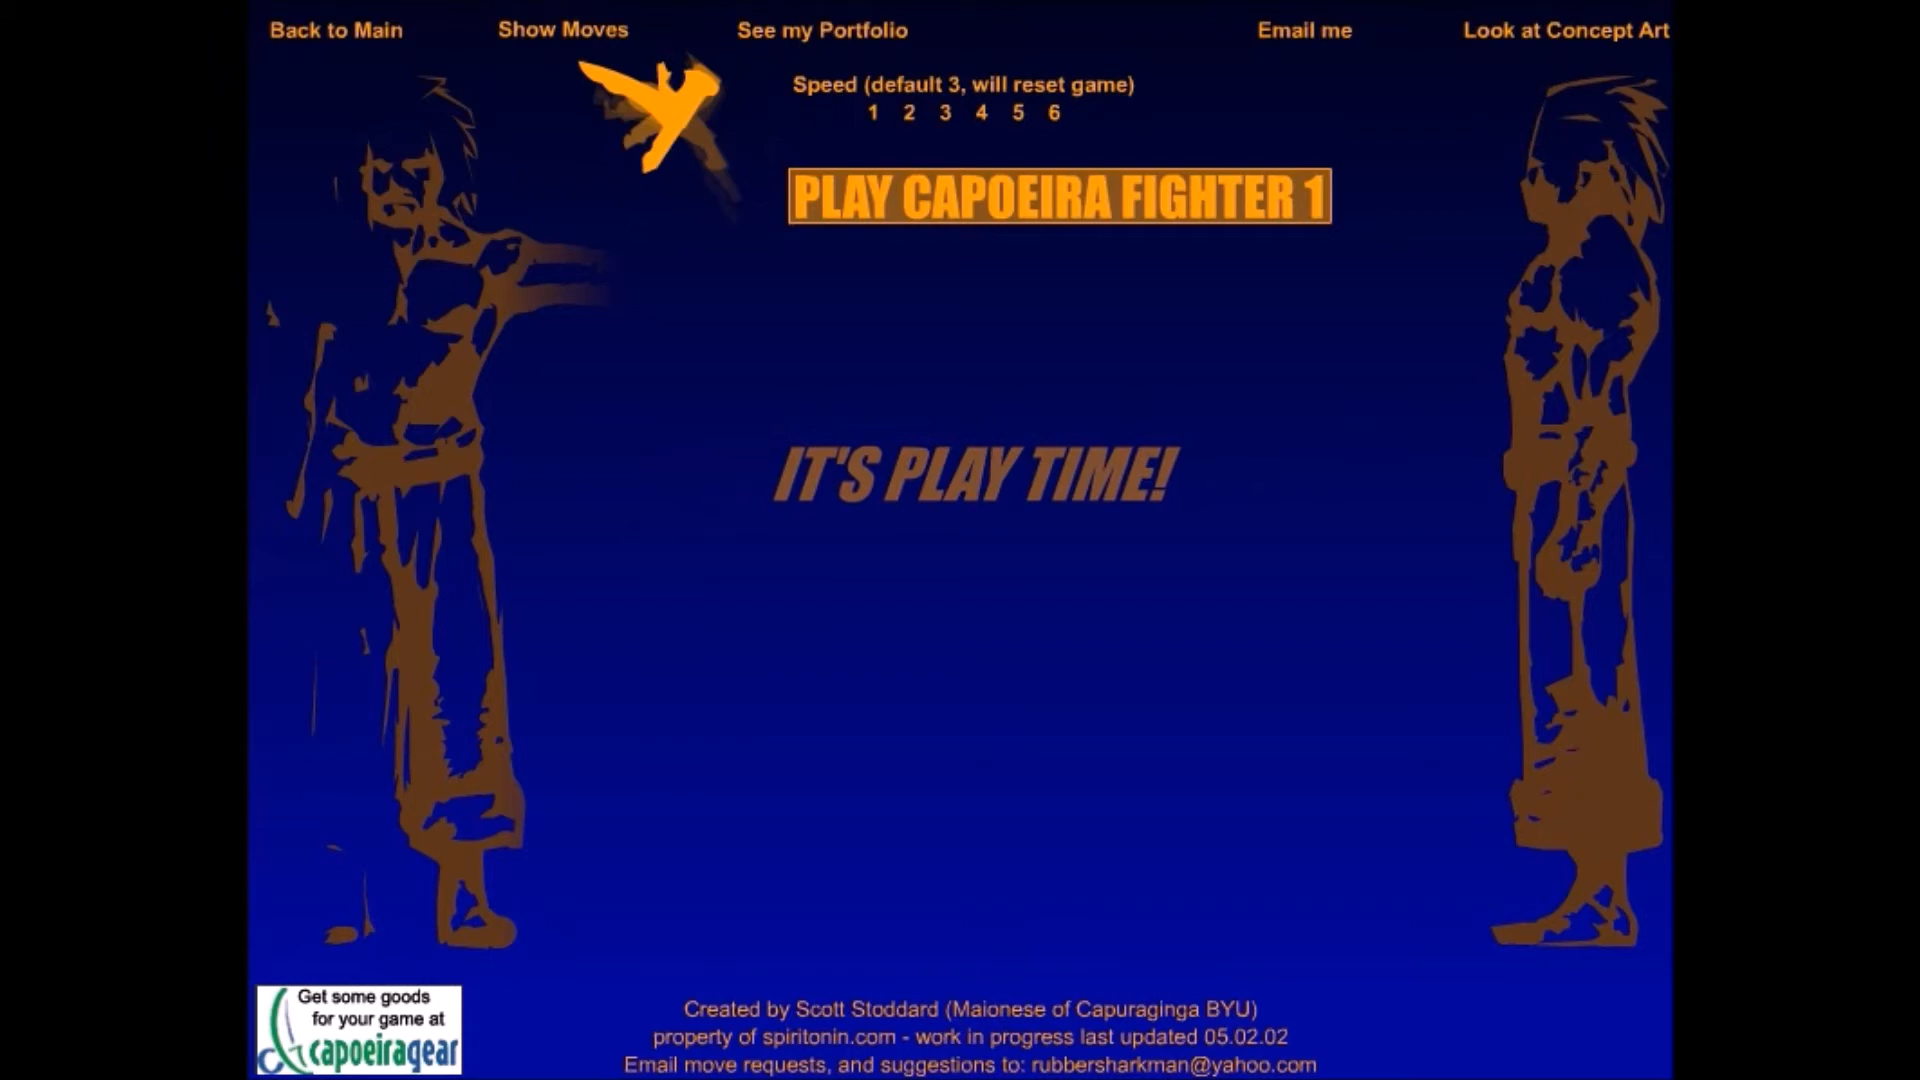 Back to Main
Show Moves
See my Portfolio
Email me
Look at Concept Art
Speed (default 3, will reset game)
1 2 3 4 5 6
PLAY CAPOEIRA FIGHTER 1
IT'S PLAY TIME!
Get some goods
for your game at
capoeiragear
Created by Scott Stoddard (Maionese of Capuraginga BYU)
property of spiritonin.com - work in progress last updated 05.02.02
Email move requests, and suggestions to: rubbersharkman@yahoo.com